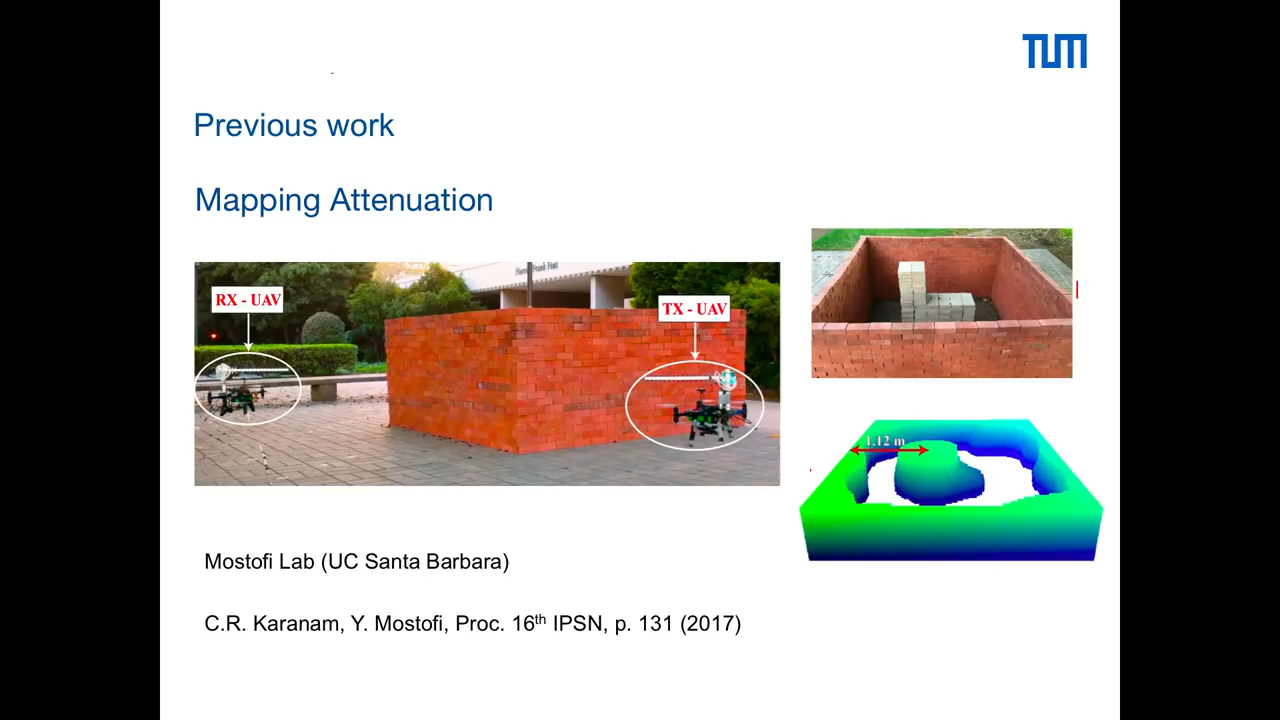 TUM
Previous work
Mapping Attenuation
RX - UAV
TX - UAV
1.12 m
Mostofi Lab (UC Santa Barbara)
C.R. Karanam, Y. Mostofi, Proc. 16th IPSN, p. 131 (2017)